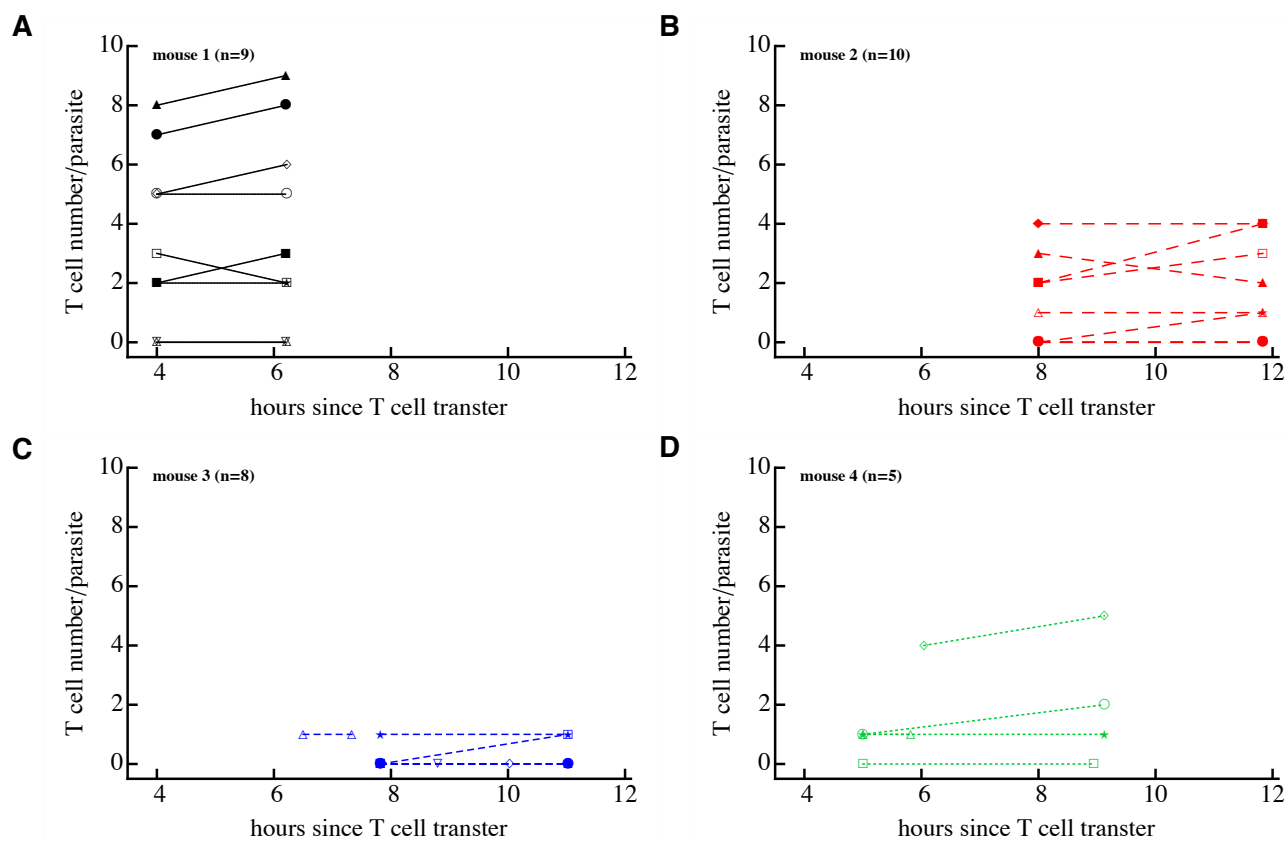 A
mouse 1 (n=9)
T cell number/parasite
10
8
6
4
2
0
4 6 8 10 12
hours since T cell transter
B
mouse 2 (n=10)
T cell number/parasite
10
8
6
4
2
0
4 6 8 10 12
hours since T cell transter
C
mouse 3 (n=8)
T cell number/parasite
10
8
6
4
2
0
4 6 8 10 12
hours since T cell transter
D
mouse 4 (n=5)
T cell number/parasite
10
8
6
4
2
0
4 6 8 10 12
hours since T cell transter